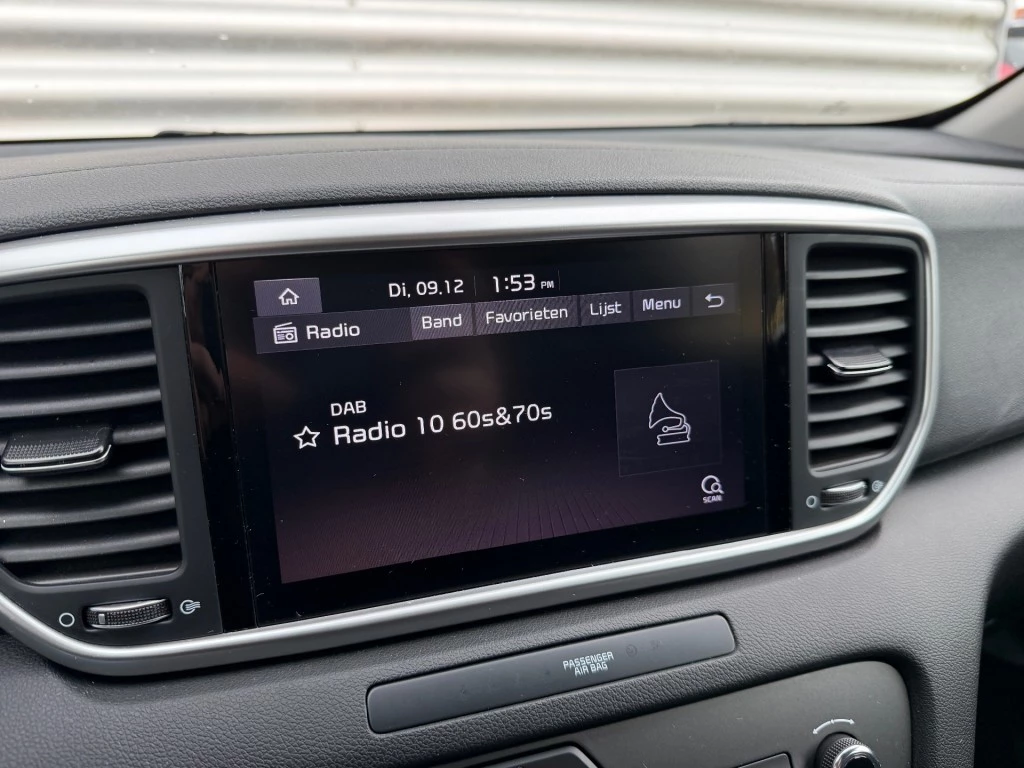 Di, 09.12 1:53 PM
Radio Band Favorieten Lijst Menu
DAB
Radio 10 60s&70s
SCAN
PASSENGER
AIR BAG